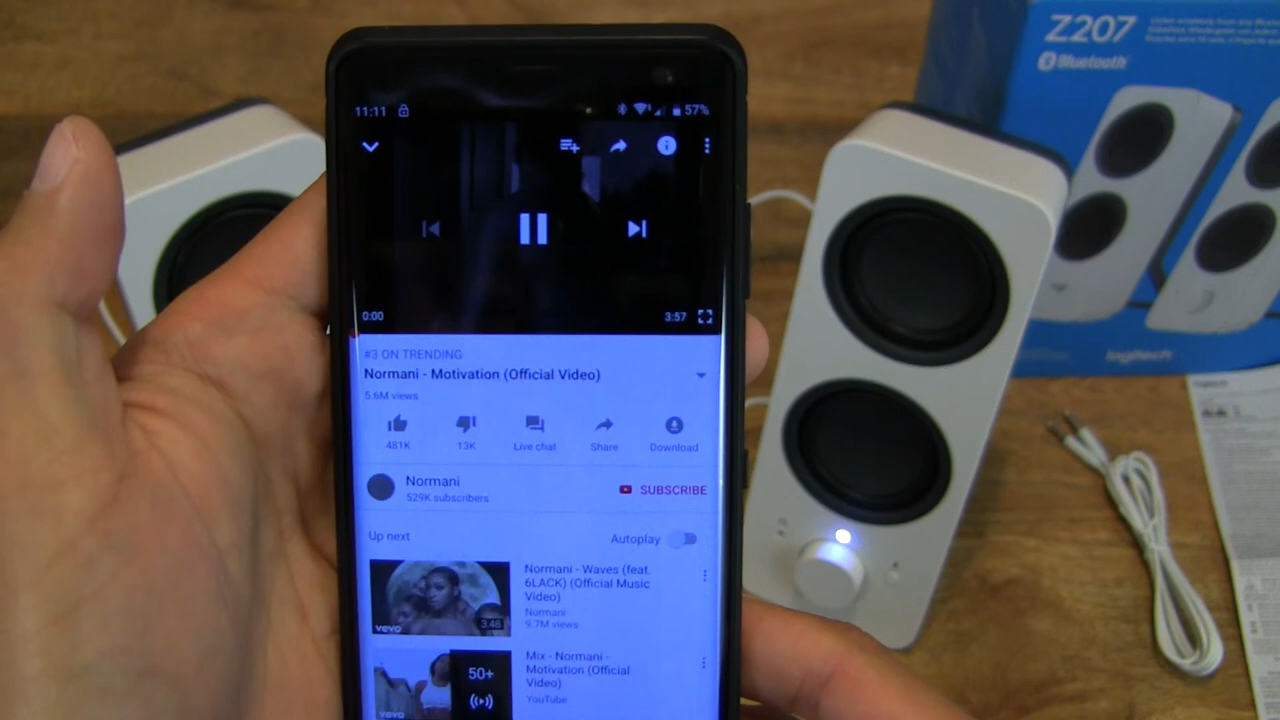 Z207
Bluetooth
logitech
11:11
57%
0:00
3:57
#3 ON TRENDING
Normani - Motivation (Official Video)
5.6M views
481K
13K
Live chat
Share
Download
Normani
529K subscribers
SUBSCRIBE
Up next
Autoplay
Normani - Waves (feat.
6LACK) (Official Music
Video)
Normani
9.7M views
vevo
3:48
Mix - Normani -
Motivation (Official
Video)
YouTube
50+
vevo